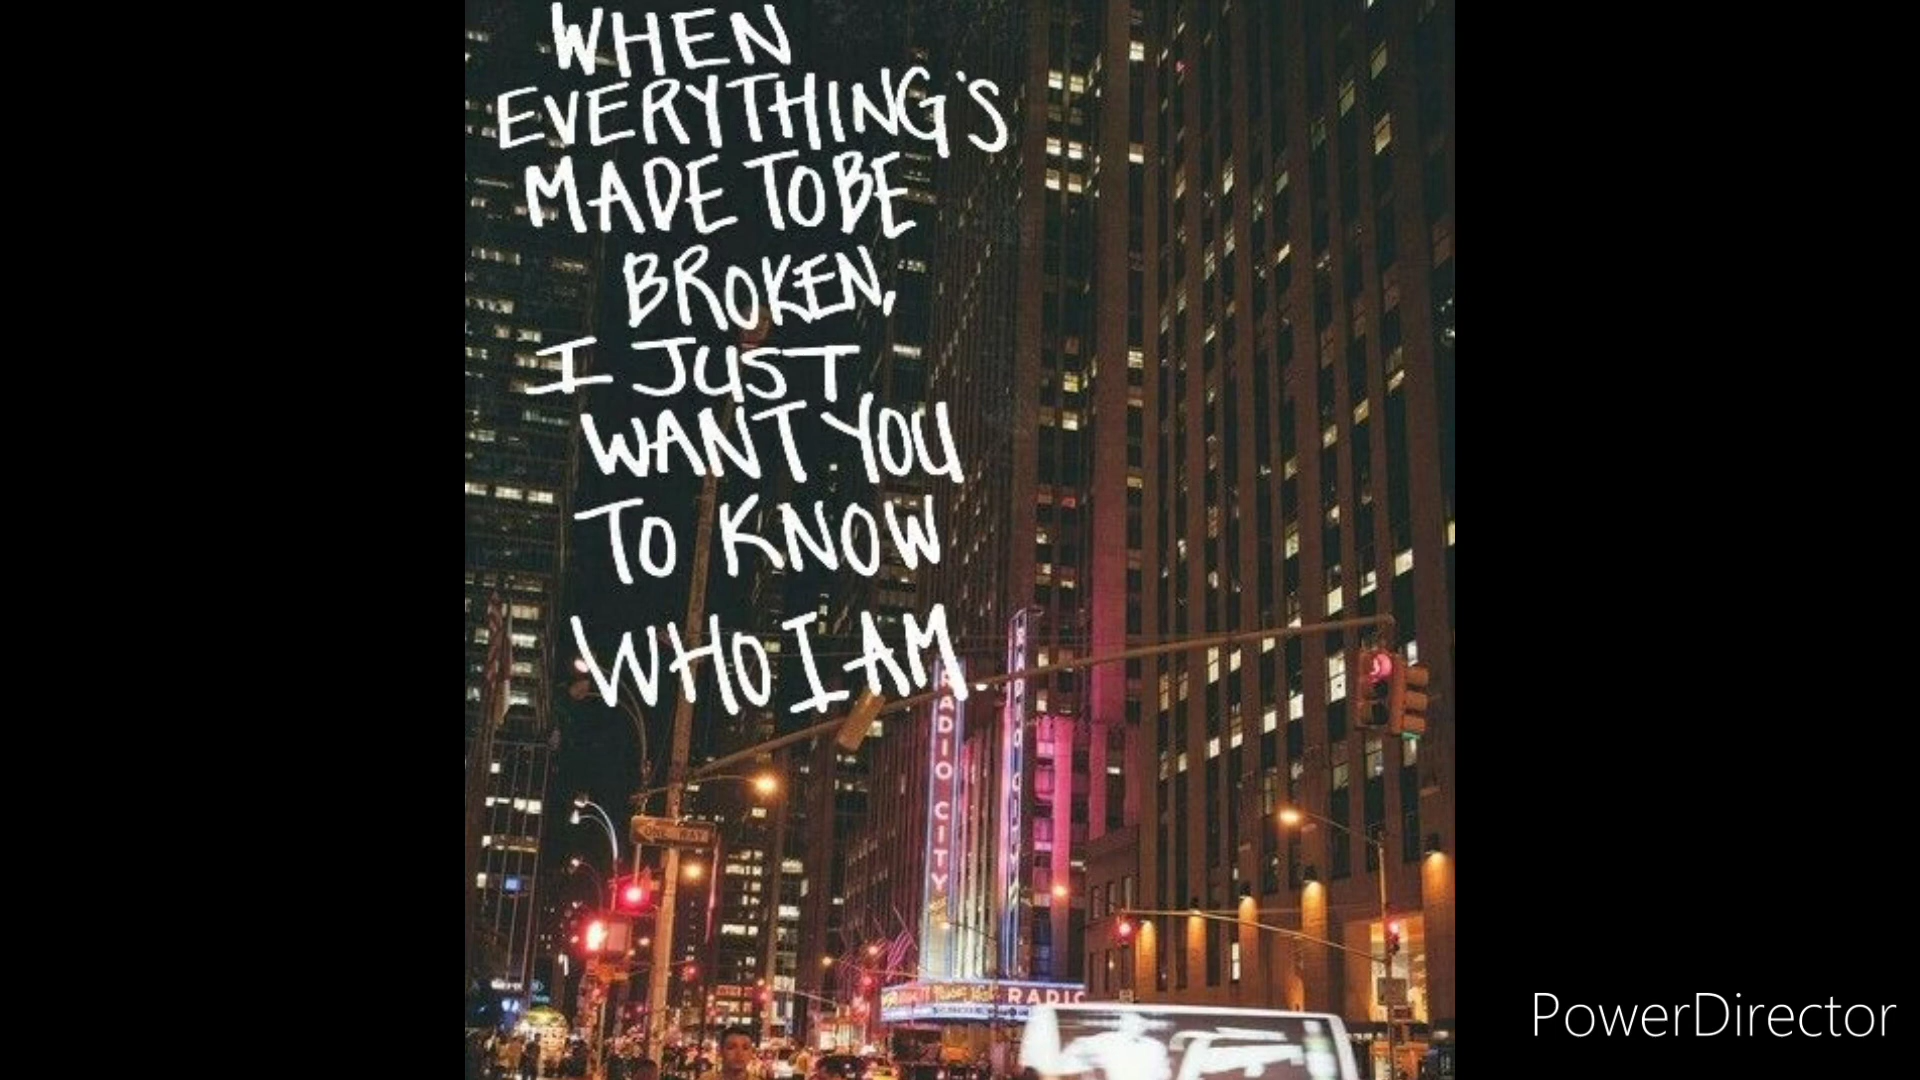 WHEN
EVERYTHING'S
MADE TO BE
BROKEN,
I JUST
WANT YOU
TO KNOW
WHO I AM.
RADIO CITY
RADIO CITY
ONE WAY
RADIO
PowerDirector